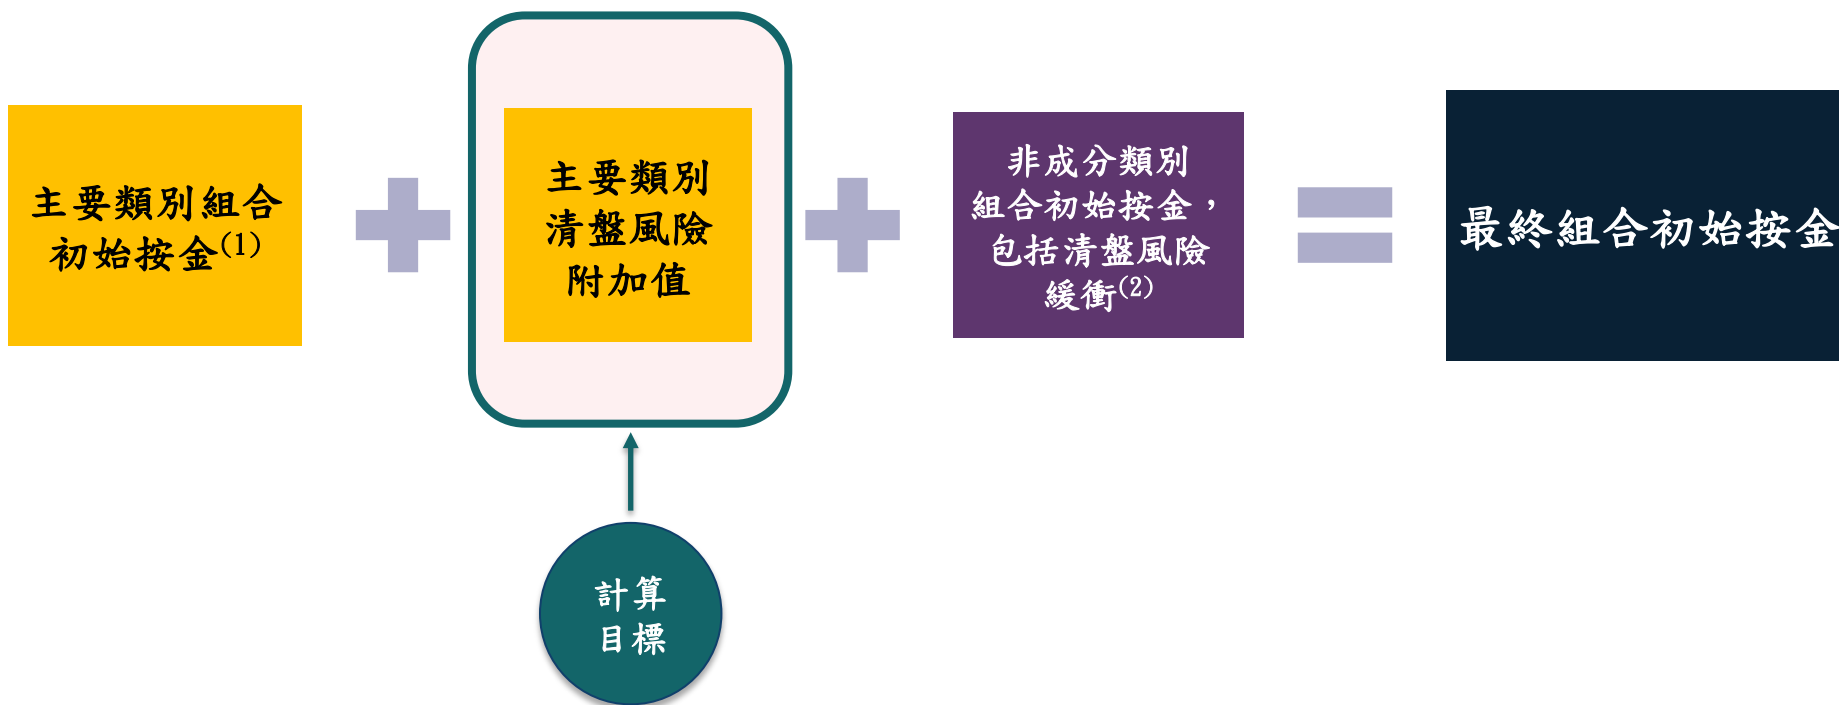 主要類別組合
初始按金(1)
主要類別
清盤風險
附加值
非成分類別
組合初始按金，
包括清盤風險
緩衝(2)
最終組合初始按金
計算
目標